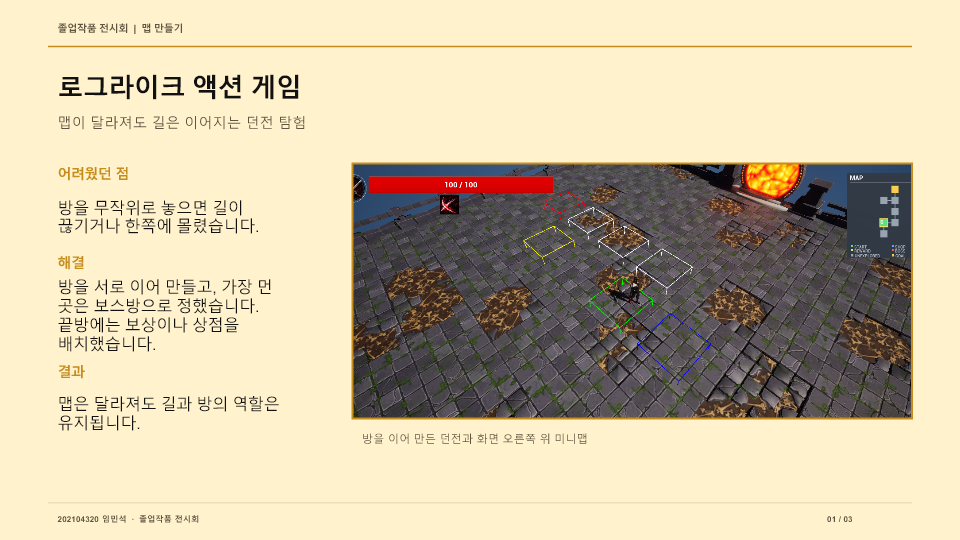 졸업작품 전시회 | 맵 만들기
로그라이크 액션 게임
맵이 달라져도 길은 이어지는 던전 탐험
어려웠던 점
방을 무작위로 놓으면 길이
끊기거나 한쪽에 몰렸습니다.
해결
방을 서로 이어 만들고, 가장 먼
곳은 보스방으로 정했습니다.
끝방에는 보상이나 상점을
배치했습니다.
결과
맵은 달라져도 길과 방의 역할은
유지됩니다.
100 / 100
MAP
START
SHOP
REWARD
BOSS
UNEXPLORED
GOAL
방을 이어 만든 던전과 화면 오른쪽 위 미니맵
202104320 임민석 · 졸업작품 전시회
01 / 03